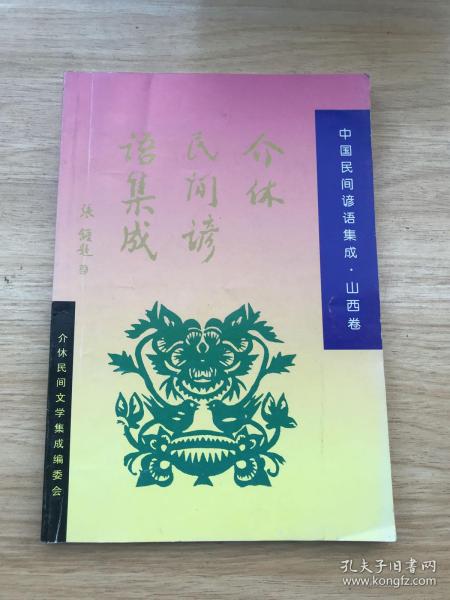 中国民间谚语集成·山西卷
介休
民间谚
语集成
张
题
介休民间文学集成编委会
孔夫子旧书网
www.kongfz.com